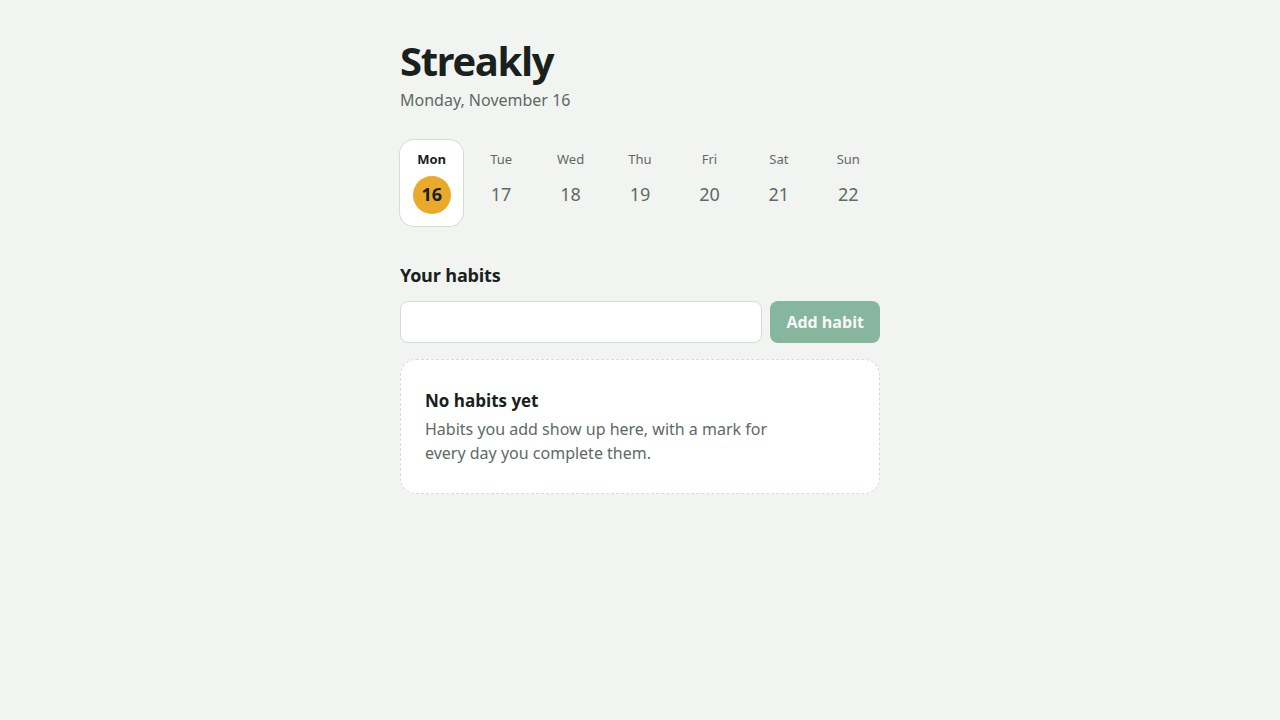 Streakly
Monday, November 16
Mon Tue Wed Thu Fri Sat Sun
16 17 18 19 20 21 22
Your habits
Add habit
No habits yet
Habits you add show up here, with a mark for
every day you complete them.